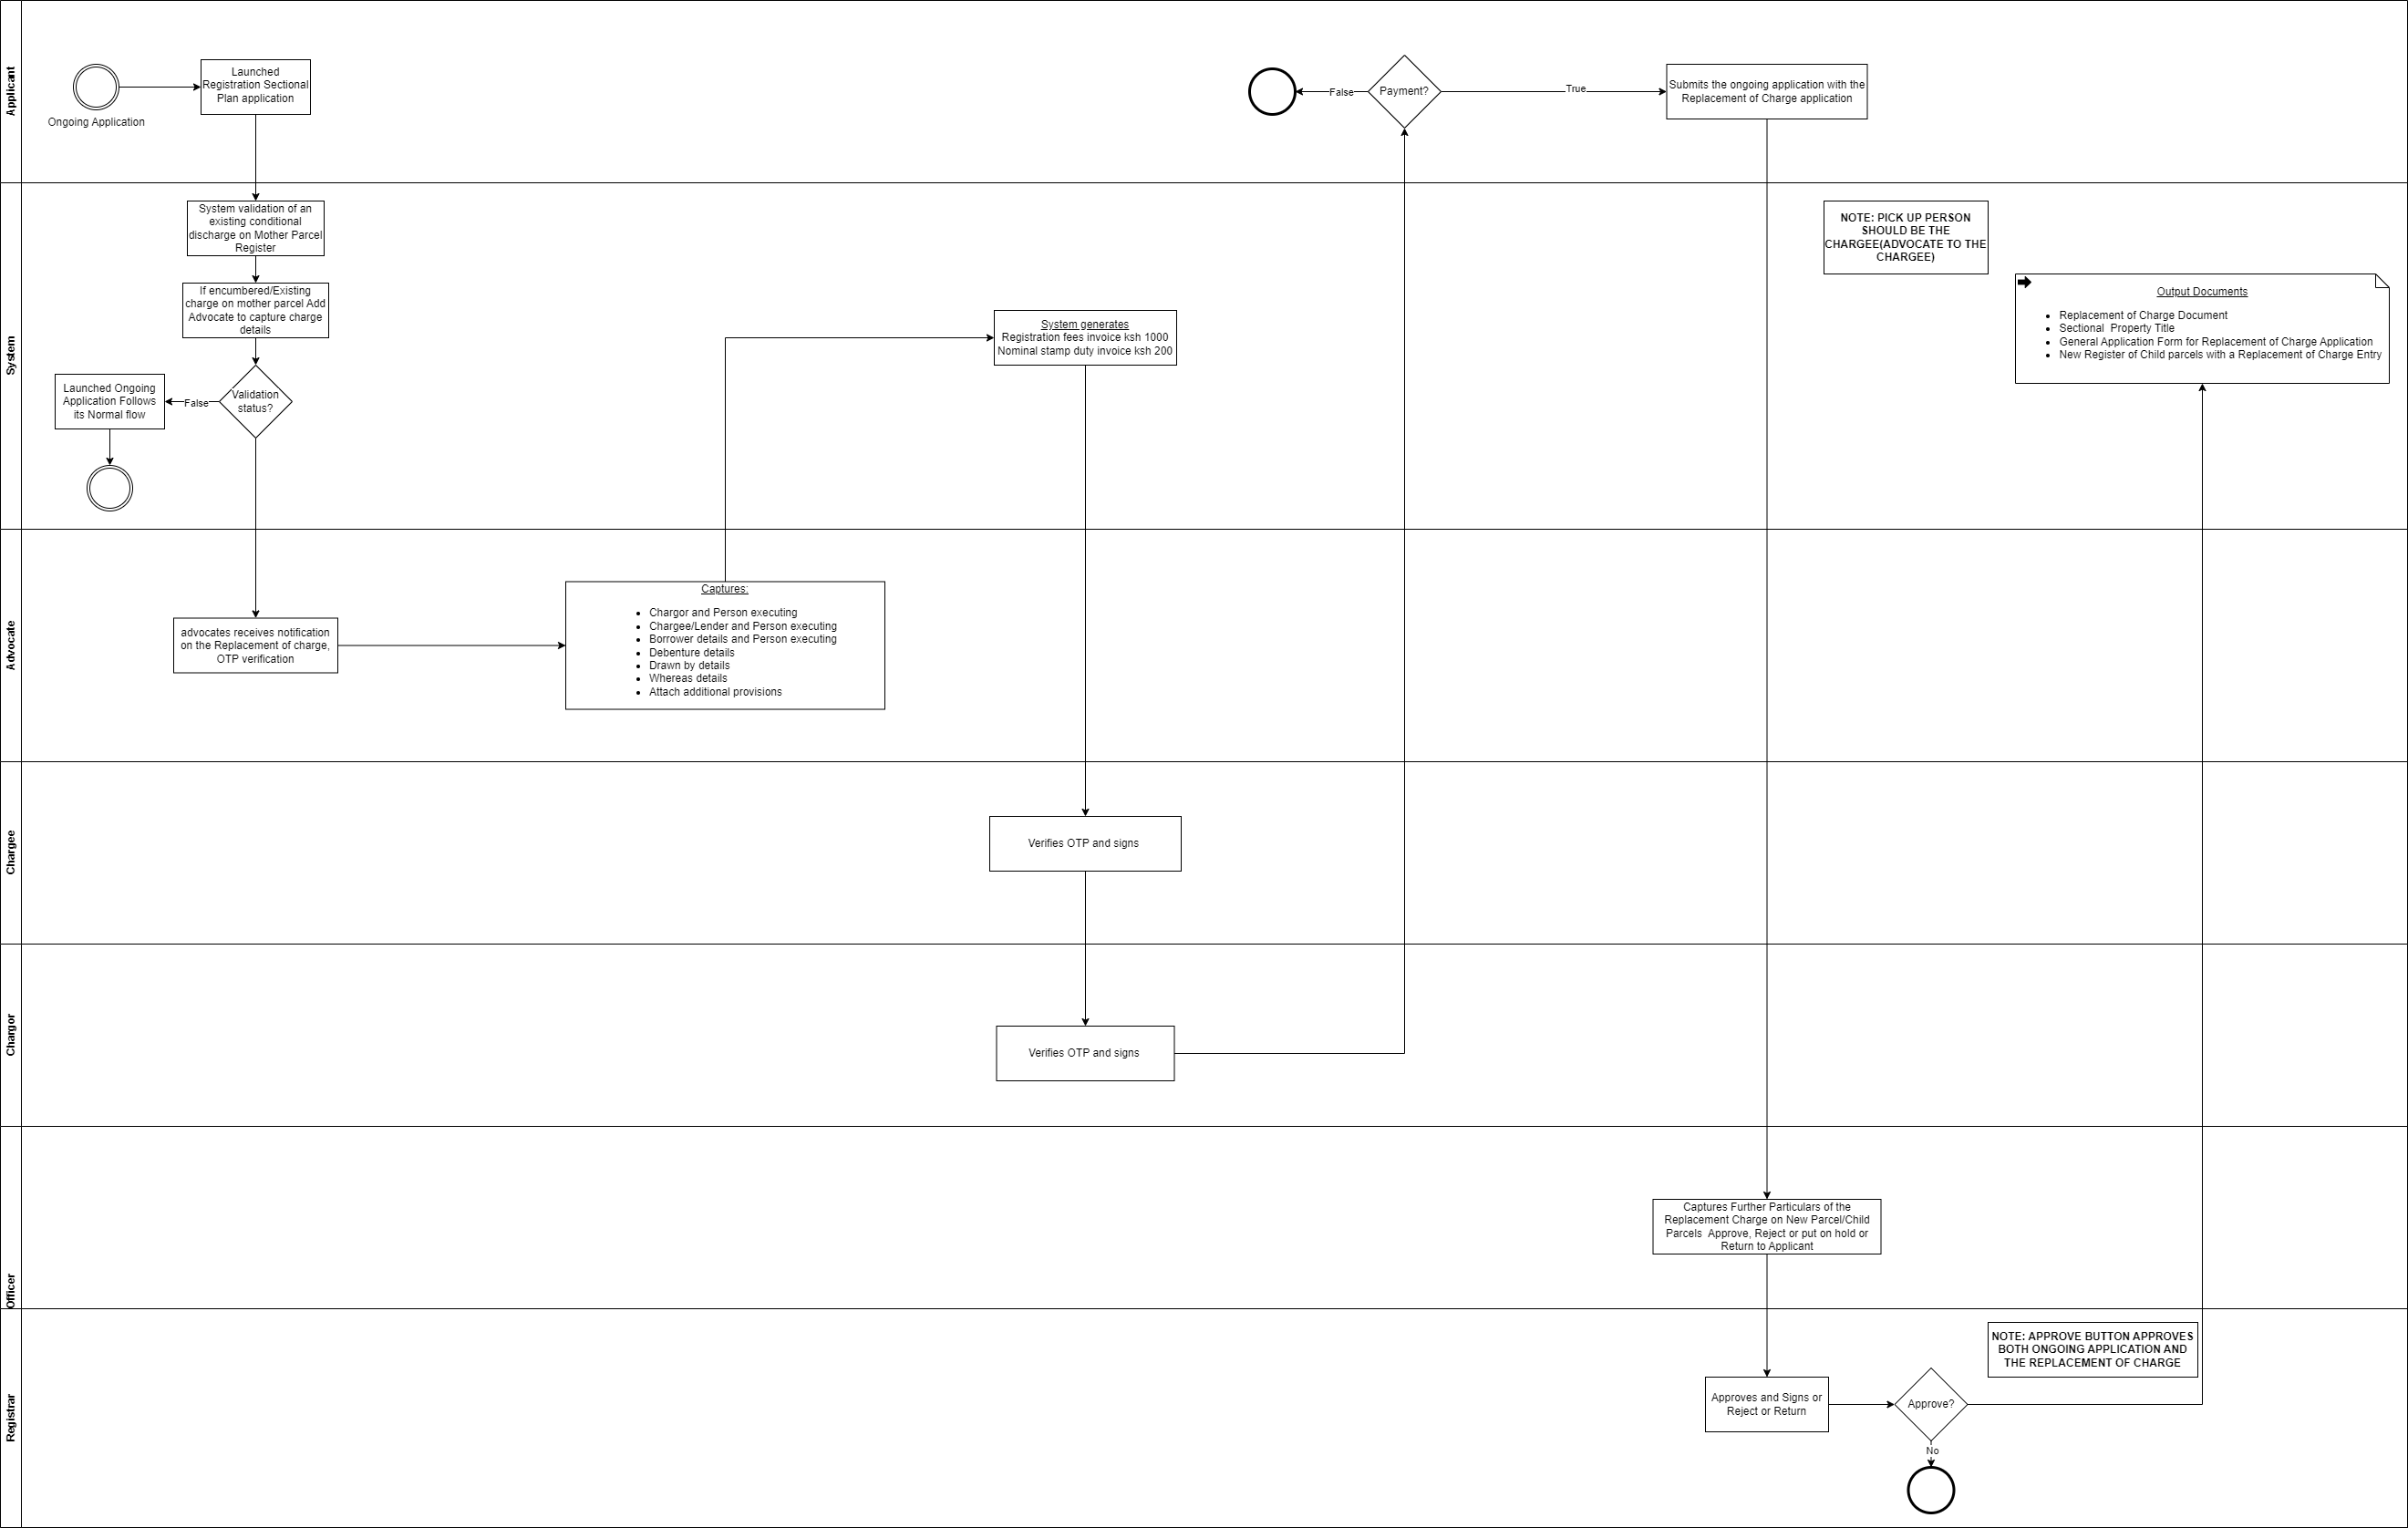 Applicant
Ongoing Application
Launched
Registration Sectional
Plan application
False
Payment?
True
Submits the ongoing application with the
Replacement of Charge application
System
System validation of an
existing conditional
discharge on Mother Parcel
Register
If encumbered/Existing
charge on mother parcel Add
Advocate to capture charge
details
Validation
status?
False
Launched Ongoing
Application Follows
its Normal flow
System generates
Registration fees invoice ksh 1000
Nominal stamp duty invoice ksh 200
NOTE: PICK UP PERSON
SHOULD BE THE
CHARGEE(ADVOCATE TO THE
CHARGEE)
Output Documents
Replacement of Charge Document
Sectional  Property Title
General Application Form for Replacement of Charge Application
New Register of Child parcels with a Replacement of Charge Entry
Advocate
advocates receives notification
on the Replacement of charge,
OTP verification
Captures:
Chargor and Person executing
Chargee/Lender and Person executing
Borrower details and Person executing
Debenture details
Drawn by details
Whereas details
Attach additional provisions
Chargee
Verifies OTP and signs
Chargor
Verifies OTP and signs
Officer
Captures Further Particulars of the
Replacement Charge on New Parcel/Child
Parcels  Approve, Reject or put on hold or
Return to Applicant
Registrar
Approves and Signs or
Reject or Return
Approve?
No
NOTE: APPROVE BUTTON APPROVES
BOTH ONGOING APPLICATION AND
THE REPLACEMENT OF CHARGE